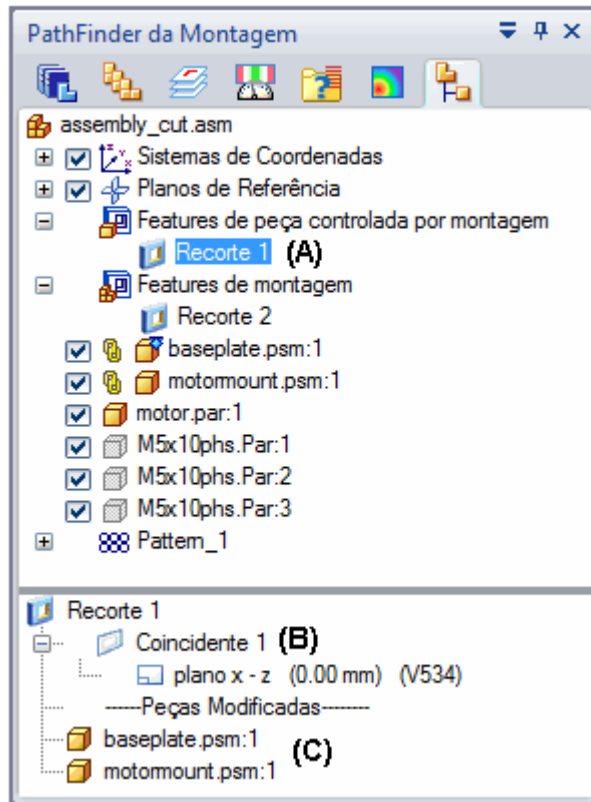 PathFinder da Montagem
assembly_cut.asm
Sistemas de Coordenadas
Planos de Referência
Features de peça controlada por montagem
Recorte 1 (A)
Features de montagem
Recorte 2
baseplate.psm:1
motormount.psm:1
motor.par:1
M5x10phs.Par:1
M5x10phs.Par:2
M5x10phs.Par:3
Pattern_1
Recorte 1
Coincidente 1 (B)
plano x - z (0.00 mm) (V534)
------Peças Modificadas--------
baseplate.psm:1
(C)
motormount.psm:1